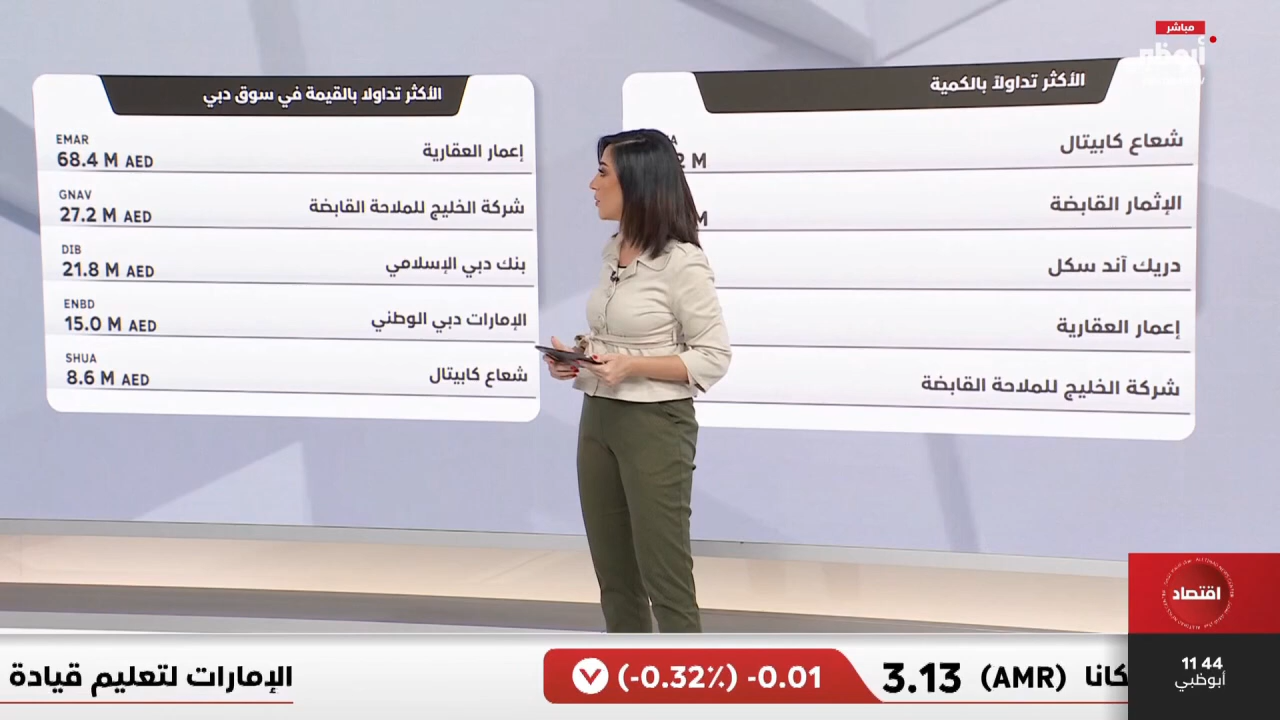 مباشر
أبوظبي
الأكثر تداولاً بالكمية
شعاع كابيتال
2 M
الإثمار القابضة
M
دريك آند سكل
إعمار العقارية
شركة الخليج للملاحة القابضة
الأكثر تداولا بالقيمة في سوق دبي
إعمار العقارية
EMAR
68.4 M AED
شركة الخليج للملاحة القابضة
GNAV
27.2 M AED
بنك دبي الإسلامي
DIB
21.8 M AED
الإمارات دبي الوطني
ENBD
15.0 M AED
شعاع كابيتال
SHUA
8.6 M AED
اقتصاد
11 44
أبوظبي
كانا (AMR) 3.13 -0.01 (-0.32%)
الإمارات لتعليم قيادة